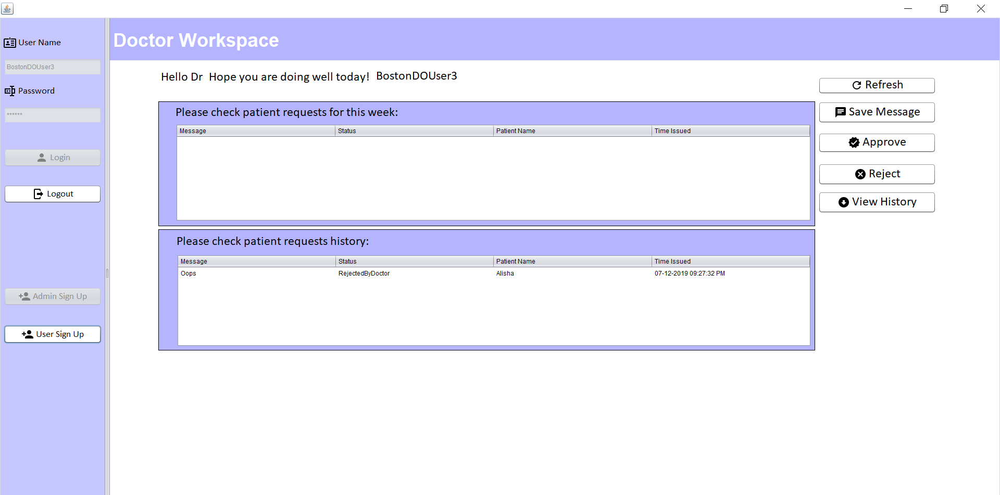 User Name
BostonDOUser3
Password
******
Login
Logout
Admin Sign Up
User Sign Up
Doctor Workspace
Hello Dr Hope you are doing well today! BostonDOUser3
Please check patient requests for this week:
Message Status Patient Name Time Issued
Please check patient requests history:
Message Status Patient Name Time Issued
Oops RejectedByDoctor Alisha 07-12-2019 09:27:32 PM
Refresh
Save Message
Approve
Reject
View History